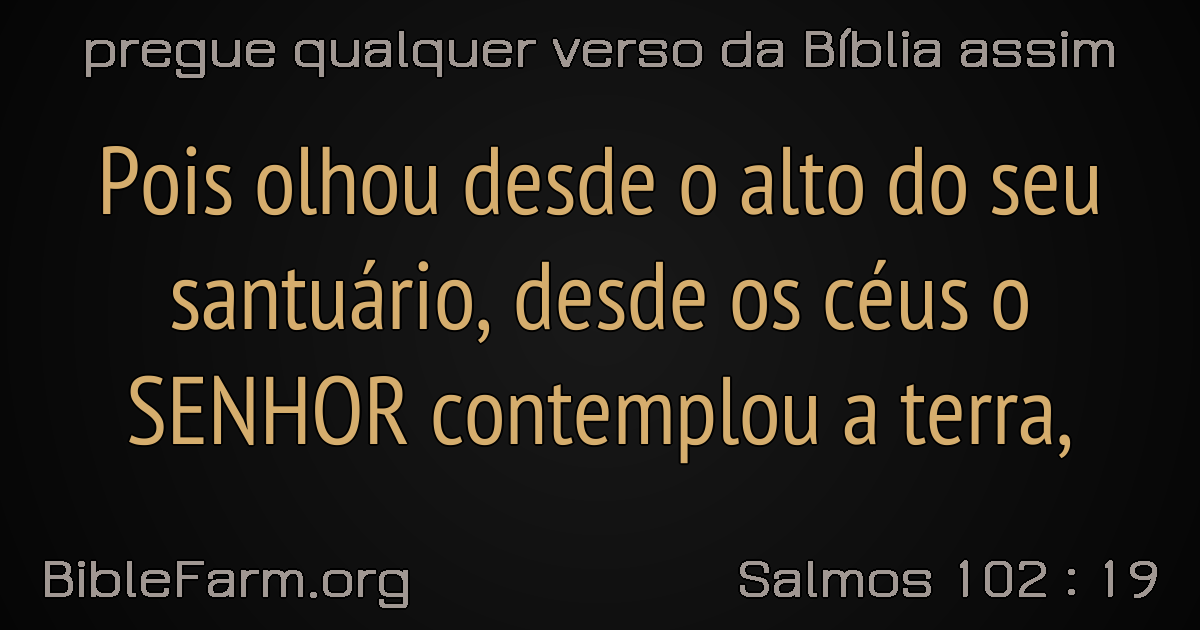 pregue qualquer verso da Bíblia assim
Pois olhou desde o alto do seu
santuário, desde os céus o
SENHOR contemplou a terra,
BibleFarm.org
Salmos 102 : 19